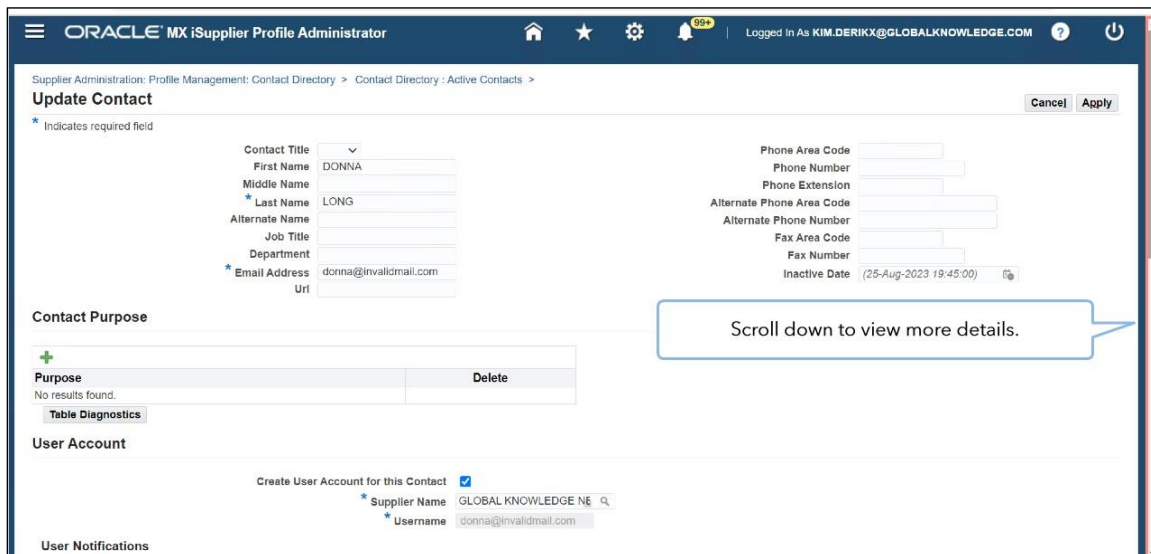 ORACLE MX iSupplier Profile Administrator 99+ Logged In As KIM.DERIKX@GLOBALKNOWLEDGE.COM ?
Supplier Administration: Profile Management: Contact Directory > Contact Directory : Active Contacts >
Update Contact Cancel Apply
* Indicates required field
Contact Title
First Name DONNA
Middle Name
* Last Name LONG
Alternate Name
Job Title
Department
* Email Address donna@invalidmail.com
Url
Phone Area Code
Phone Number
Phone Extension
Alternate Phone Area Code
Alternate Phone Number
Fax Area Code
Fax Number
Inactive Date (25-Aug-2023 19:45:00)
Contact Purpose
Scroll down to view more details.
Purpose Delete
No results found.
Table Diagnostics
User Account
Create User Account for this Contact
* Supplier Name GLOBAL KNOWLEDGE NE
* Username donna@invalidmail.com
User Notifications